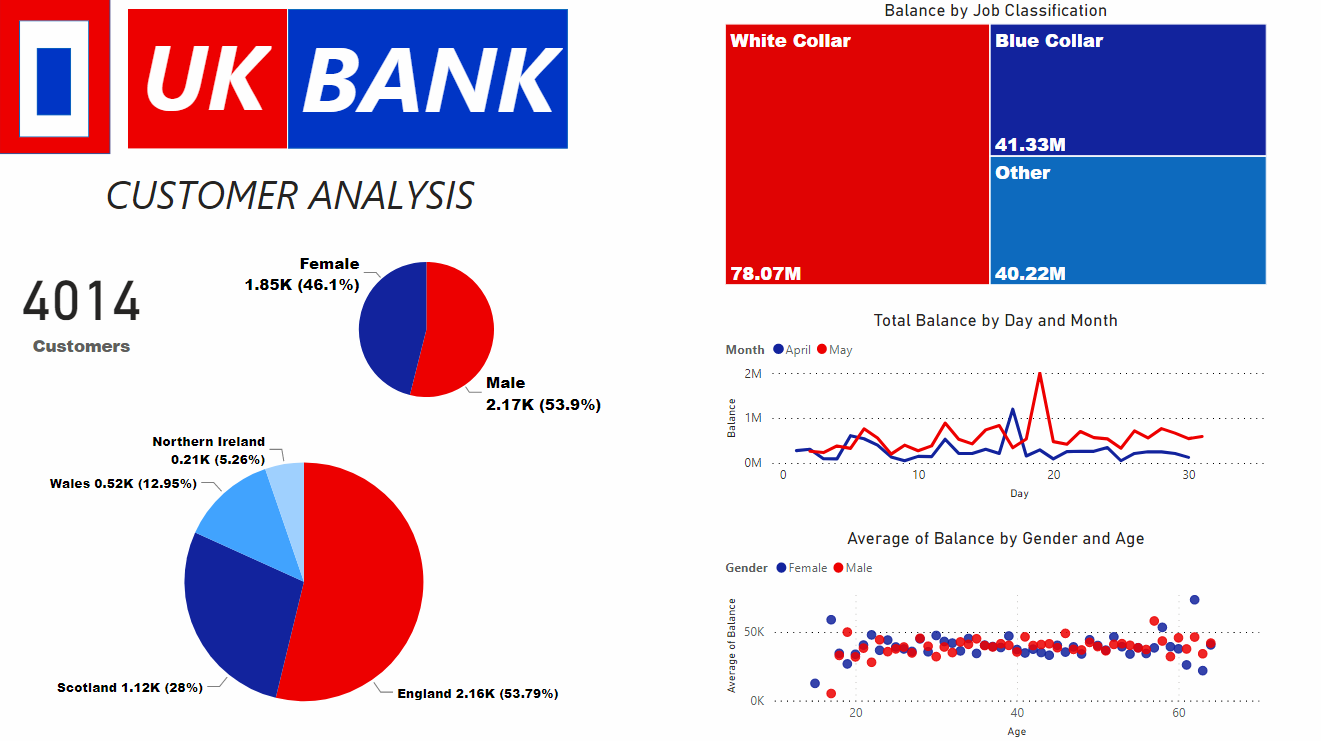 UK BANK
CUSTOMER ANALYSIS
4014
Customers
Female
1.85K (46.1%)
Male
2.17K (53.9%)
Northern Ireland
0.21K (5.26%)
Wales 0.52K (12.95%)
Scotland 1.12K (28%)
England 2.16K (53.79%)
Balance by Job Classification
White Collar
78.07M
Blue Collar
41.33M
Other
40.22M
Total Balance by Day and Month
Month April May
Balance
2M
1M
0M
0 10 20 30
Day
Average of Balance by Gender and Age
Gender Female Male
Average of Balance
50K
0K
20 40 60
Age